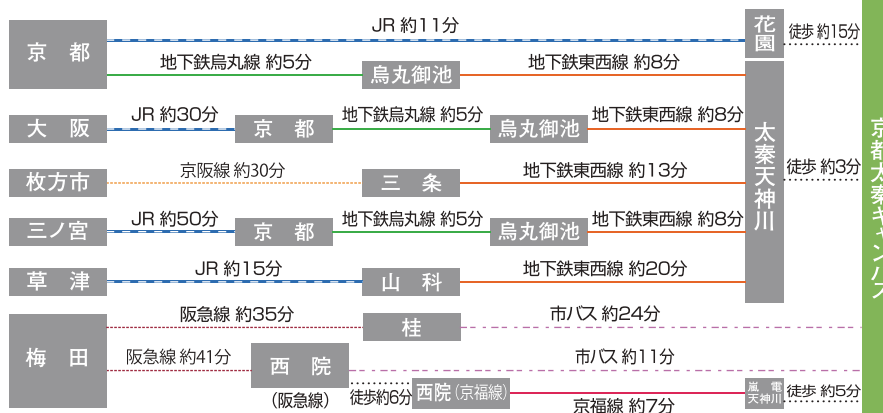 京都
JR 約11分
花園
徒歩 約15分
地下鉄烏丸線 約5分
烏丸御池
地下鉄東西線 約8分
大阪
JR 約30分
京都
地下鉄烏丸線 約5分
烏丸御池
地下鉄東西線 約8分
太秦天神川
徒歩 約3分
京都太秦キャンパス
枚方市
京阪線 約30分
三条
地下鉄東西線 約13分
三ノ宮
JR 約50分
京都
地下鉄烏丸線 約5分
烏丸御池
地下鉄東西線 約8分
草津
JR 約15分
山科
地下鉄東西線 約20分
梅田
阪急線 約35分
桂
市バス 約24分
阪急線 約41分
西院
(阪急線)
市バス 約11分
徒歩約6分
西院(京福線)
京福線 約7分
嵐電
天神川
徒歩 約5分